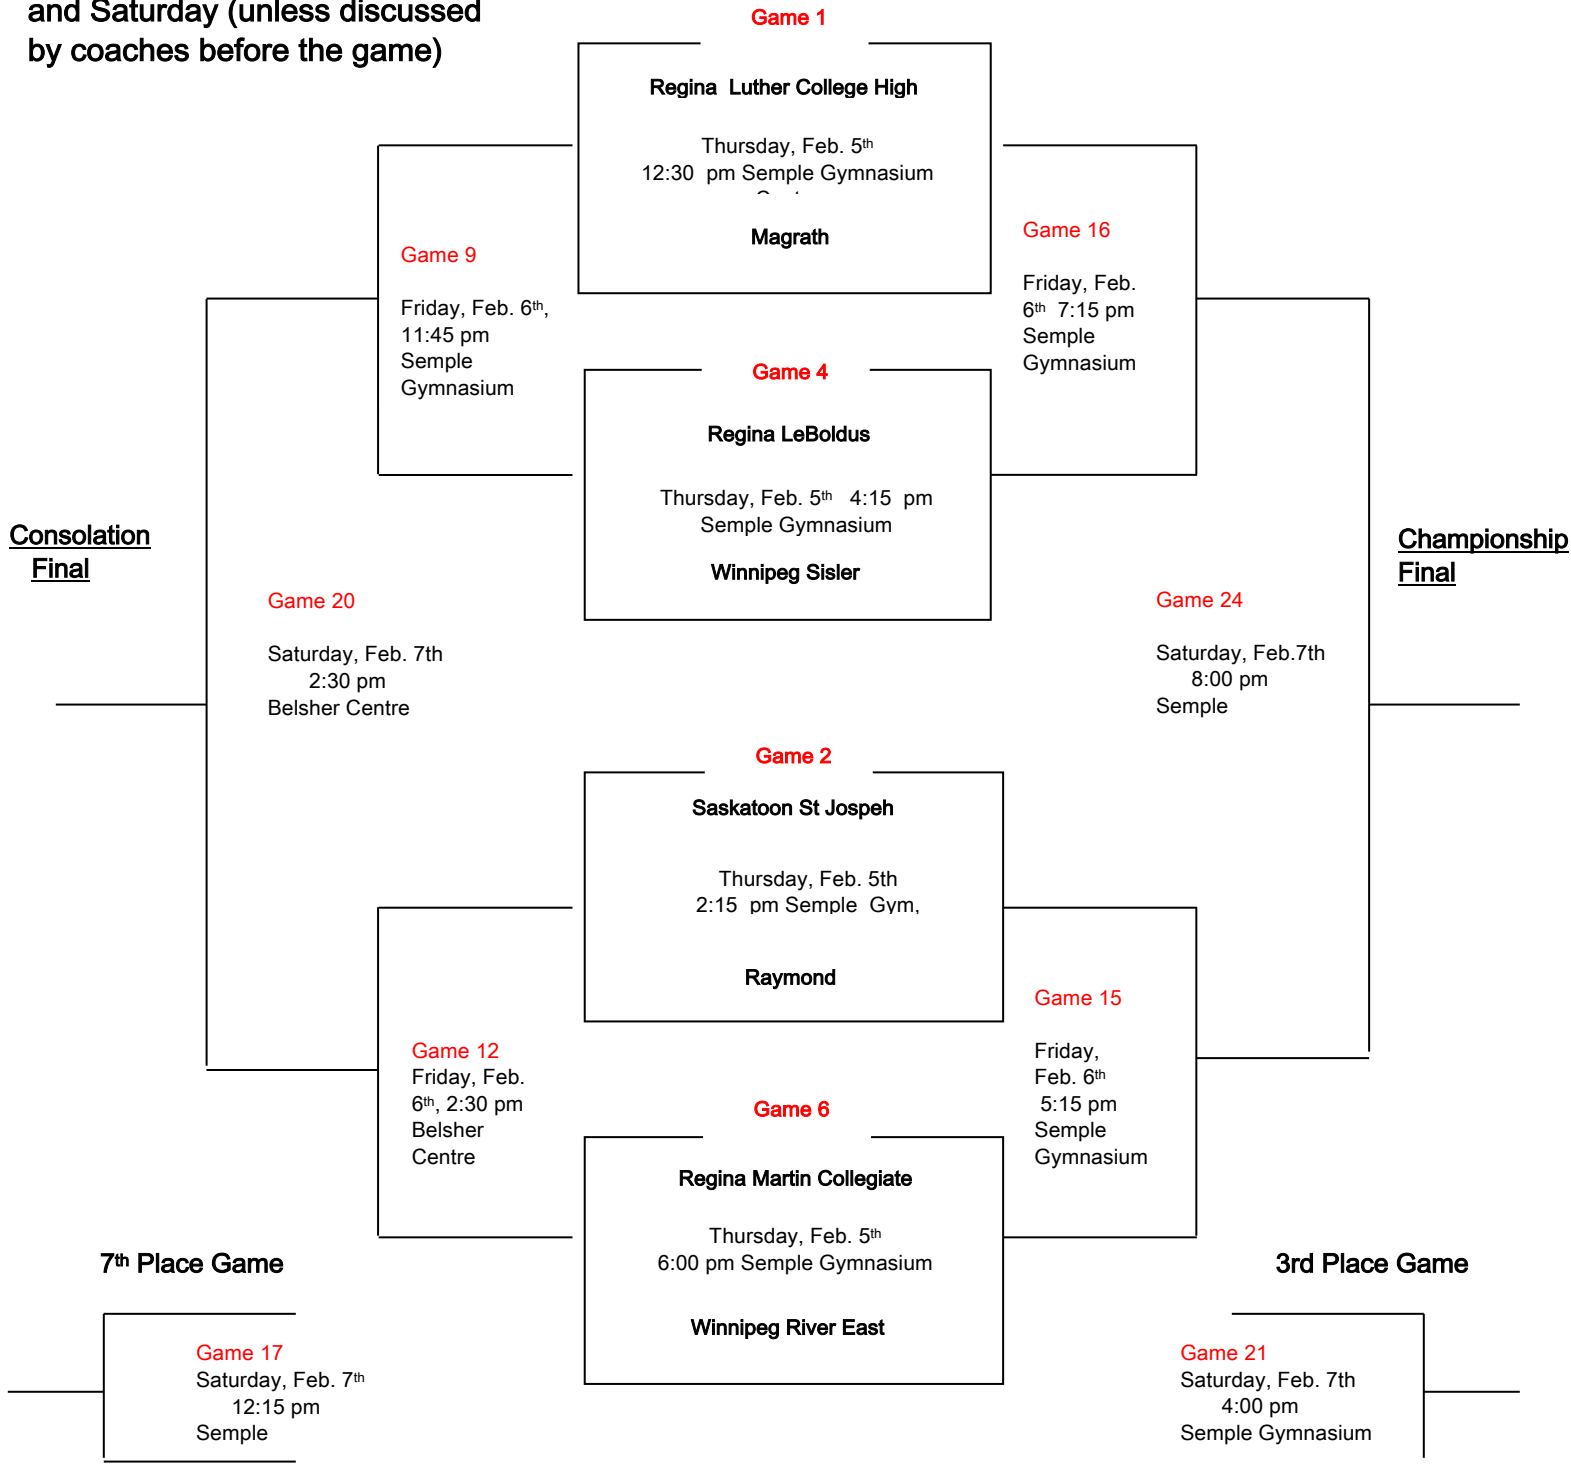 and Saturday (unless discussed
by coaches before the game)
Game 1
Regina  Luther College High
Thursday, Feb. 5th
12:30  pm Semple Gymnasium
Magrath
Game 9
Friday, Feb. 6th,
11:45 pm
Semple
Gymnasium
Game 16
Friday, Feb.
6th  7:15 pm
Semple
Gymnasium
Game 4
Regina LeBoldus
Thursday, Feb. 5th   4:15  pm
Semple Gymnasium
Winnipeg Sisler
Consolation
Final
Championship
Final
Game 20
Saturday, Feb. 7th
2:30 pm
Belsher Centre
Game 24
Saturday, Feb.7th
8:00 pm
Semple
Game 2
Saskatoon St Jospeh
Thursday, Feb. 5th
2:15  pm Semple  Gym,
Raymond
Game 12
Friday, Feb.
6th, 2:30 pm
Belsher
Centre
Game 15
Friday,
Feb. 6th
5:15 pm
Semple
Gymnasium
Game 6
Regina Martin Collegiate
Thursday, Feb. 5th
6:00 pm Semple Gymnasium
Winnipeg River East
7th Place Game
Game 17
Saturday, Feb. 7th
12:15 pm
Semple
3rd Place Game
Game 21
Saturday, Feb. 7th
4:00 pm
Semple Gymnasium